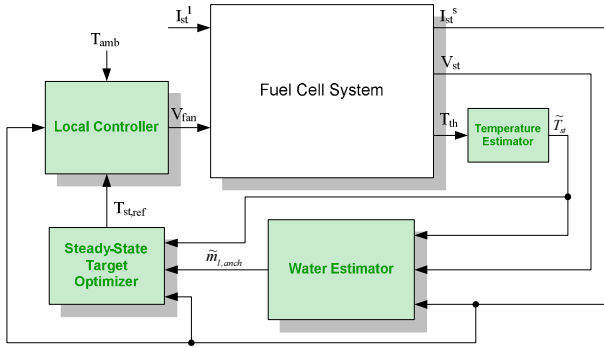 I_st^l
I_st^s
T_amb
V_st
Fuel Cell System
Local Controller
V_fan
T_th
Temperature
Estimator
T̃_st
T_st,ref
Steady-State
Target
Optimizer
m̃_l,anch
Water Estimator